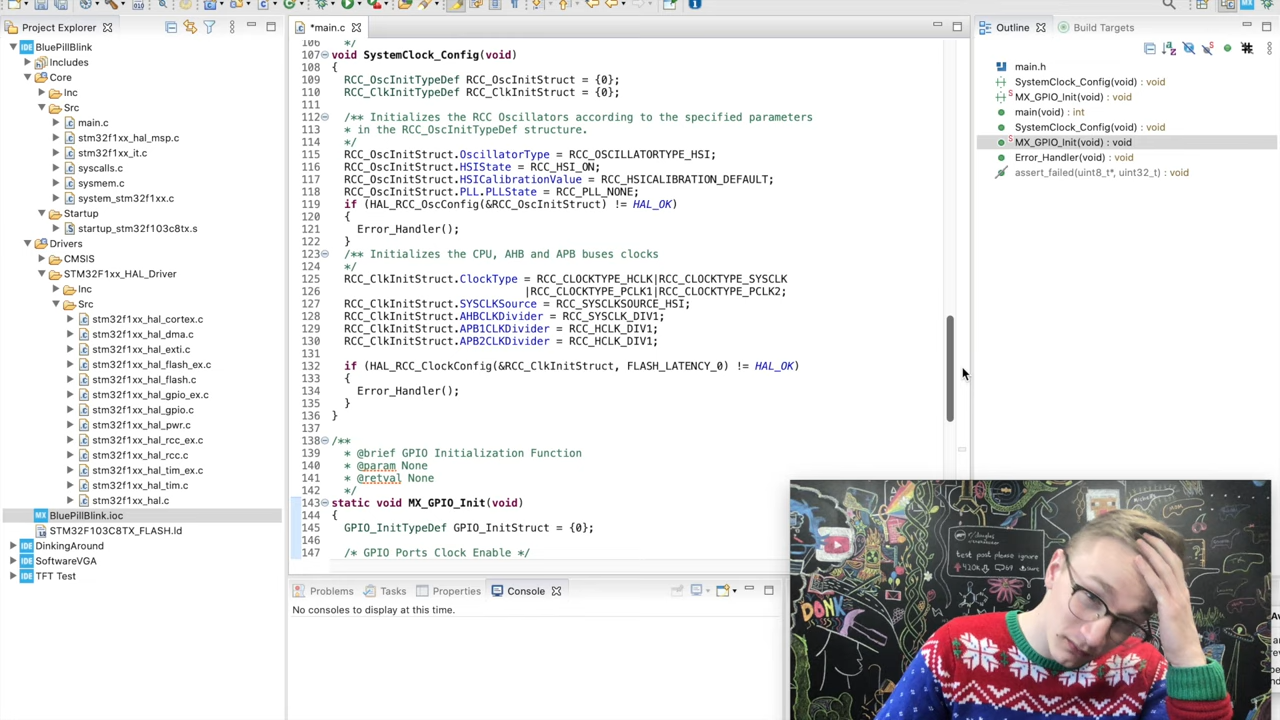 Project Explorer
BluePillBlink
Includes
Core
Inc
Src
main.c
stm32f1xx_hal_msp.c
stm32f1xx_it.c
syscalls.c
sysmem.c
system_stm32f1xx.c
Startup
startup_stm32f103c8tx.s
Drivers
CMSIS
STM32F1xx_HAL_Driver
Inc
Src
stm32f1xx_hal_cortex.c
stm32f1xx_hal_dma.c
stm32f1xx_hal_exti.c
stm32f1xx_hal_flash_ex.c
stm32f1xx_hal_flash.c
stm32f1xx_hal_gpio_ex.c
stm32f1xx_hal_gpio.c
stm32f1xx_hal_pwr.c
stm32f1xx_hal_rcc_ex.c
stm32f1xx_hal_rcc.c
stm32f1xx_hal_tim_ex.c
stm32f1xx_hal_tim.c
stm32f1xx_hal.c
BluePillBlink.ioc
STM32F103C8TX_FLASH.ld
DinkingAround
SoftwareVGA
TFT Test
*main.c
106 */
107 void SystemClock_Config(void)
108 {
109 RCC_OscInitTypeDef RCC_OscInitStruct = {0};
110 RCC_ClkInitTypeDef RCC_ClkInitStruct = {0};
111
112 /** Initializes the RCC Oscillators according to the specified parameters
113 * in the RCC_OscInitTypeDef structure.
114 */
115 RCC_OscInitStruct.OscillatorType = RCC_OSCILLATORTYPE_HSI;
116 RCC_OscInitStruct.HSIState = RCC_HSI_ON;
117 RCC_OscInitStruct.HSICalibrationValue = RCC_HSICALIBRATION_DEFAULT;
118 RCC_OscInitStruct.PLL.PLLState = RCC_PLL_NONE;
119 if (HAL_RCC_OscConfig(&RCC_OscInitStruct) != HAL_OK)
120 {
121 Error_Handler();
122 }
123 /** Initializes the CPU, AHB and APB buses clocks
124 */
125 RCC_ClkInitStruct.ClockType = RCC_CLOCKTYPE_HCLK|RCC_CLOCKTYPE_SYSCLK
126 |RCC_CLOCKTYPE_PCLK1|RCC_CLOCKTYPE_PCLK2;
127 RCC_ClkInitStruct.SYSCLKSource = RCC_SYSCLKSOURCE_HSI;
128 RCC_ClkInitStruct.AHBCLKDivider = RCC_SYSCLK_DIV1;
129 RCC_ClkInitStruct.APB1CLKDivider = RCC_HCLK_DIV1;
130 RCC_ClkInitStruct.APB2CLKDivider = RCC_HCLK_DIV1;
131
132 if (HAL_RCC_ClockConfig(&RCC_ClkInitStruct, FLASH_LATENCY_0) != HAL_OK)
133 {
134 Error_Handler();
135 }
136 }
137
138 /**
139 * @brief GPIO Initialization Function
140 * @param None
141 * @retval None
142 */
143 static void MX_GPIO_Init(void)
144 {
145 GPIO_InitTypeDef GPIO_InitStruct = {0};
146
147 /* GPIO Ports Clock Enable */
Problems
Tasks
Properties
Console
No consoles to display at this time.
Outline
Build Targets
main.h
SystemClock_Config(void) : void
MX_GPIO_Init(void) : void
main(void) : int
SystemClock_Config(void) : void
MX_GPIO_Init(void) : void
Error_Handler(void) : void
assert_failed(uint8_t*, uint32_t) : void
test post please ignore
DONK